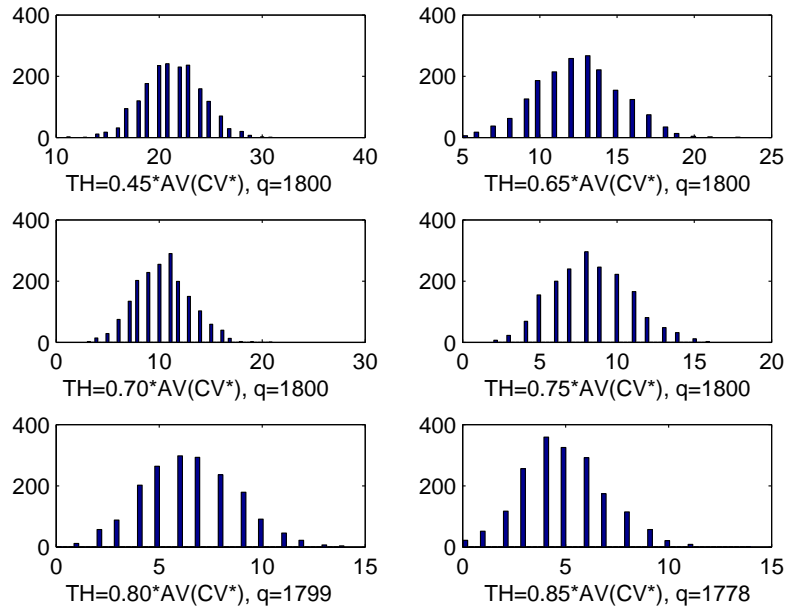 400
200
0
10 20 30 40
TH=0.45*AV(CV*), q=1800
400
200
0
5 10 15 20 25
TH=0.65*AV(CV*), q=1800
400
200
0
0 10 20 30
TH=0.70*AV(CV*), q=1800
400
200
0
0 5 10 15 20
TH=0.75*AV(CV*), q=1800
400
200
0
0 5 10 15
TH=0.80*AV(CV*), q=1799
400
200
0
0 5 10 15
TH=0.85*AV(CV*), q=1778